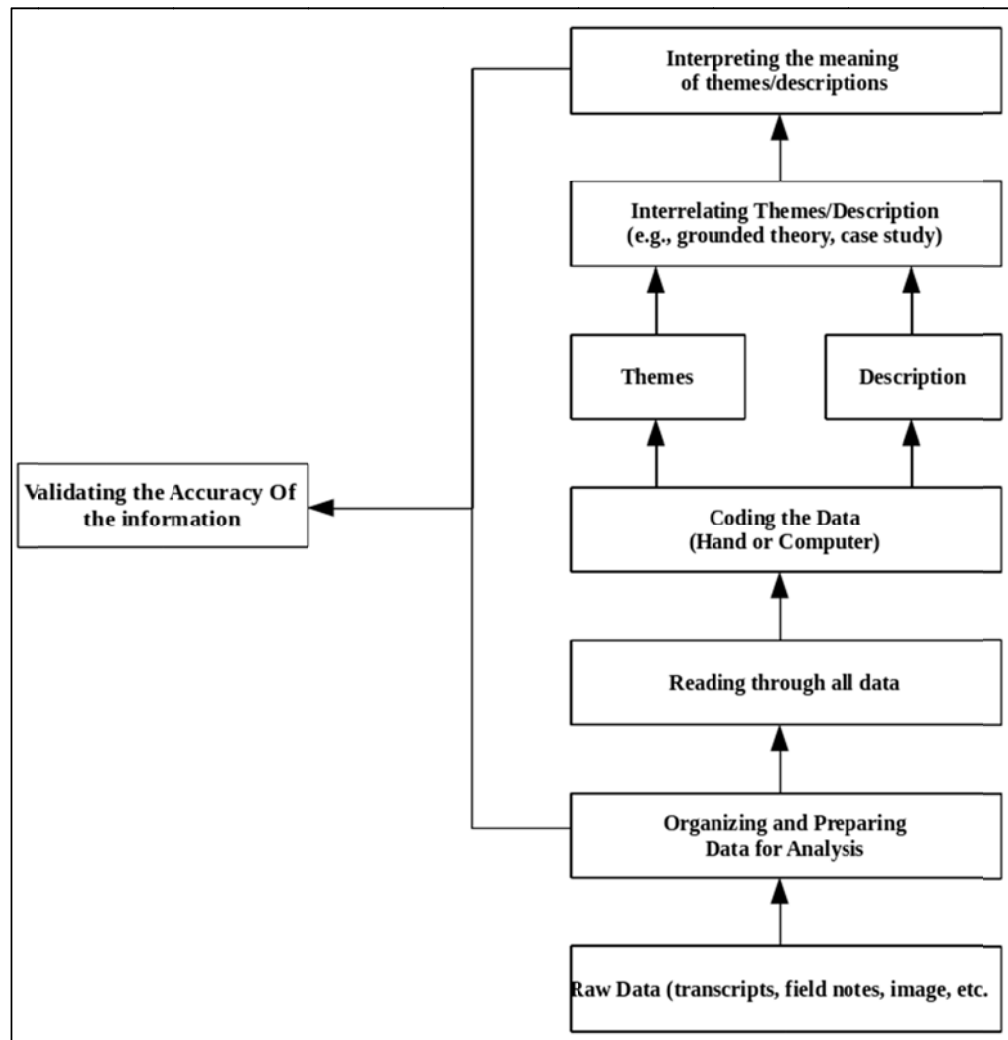 Interpreting the meaning
of themes/descriptions
Interrelating Themes/Description
(e.g., grounded theory, case study)
Themes
Description
Validating the Accuracy Of
the information
Coding the Data
(Hand or Computer)
Reading through all data
Organizing and Preparing
Data for Analysis
Raw Data (transcripts, field notes, image, etc.